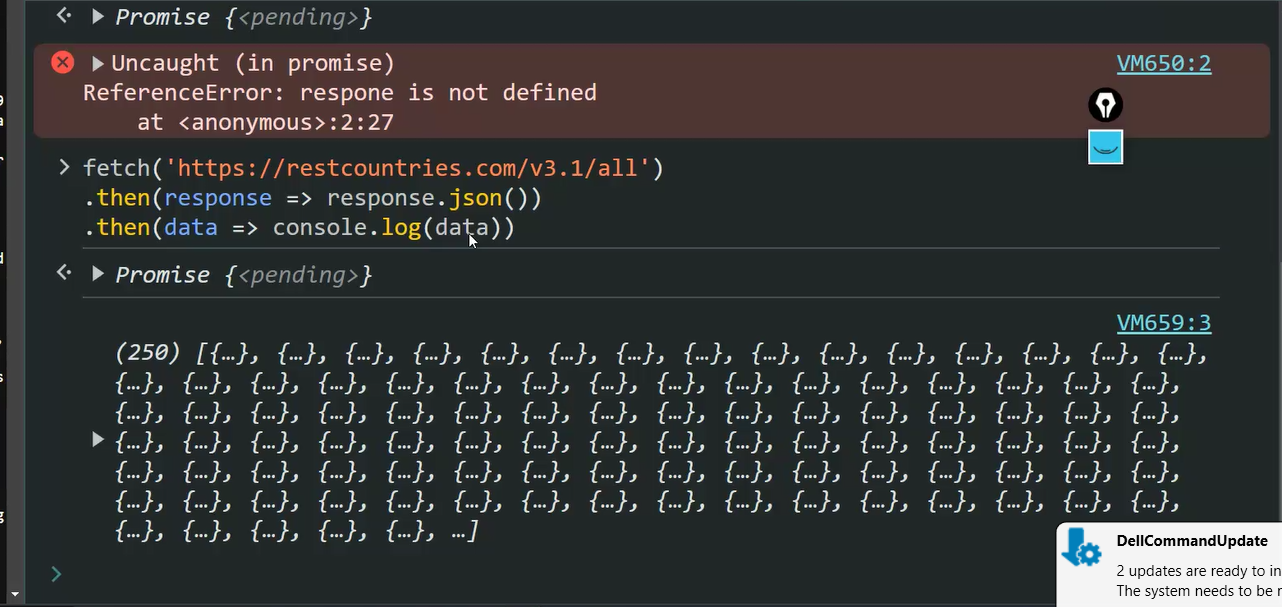 Promise {<pending>}
Uncaught (in promise) VM650:2
ReferenceError: respone is not defined
at <anonymous>:2:27
> fetch('https://restcountries.com/v3.1/all')
.then(response => response.json())
.then(data => console.log(data))
Promise {<pending>}
VM659:3
(250) [{…}, {…}, {…}, {…}, {…}, {…}, {…}, {…}, {…}, {…}, {…}, {…}, {…}, {…}, {…},
{…}, {…}, {…}, {…}, {…}, {…}, {…}, {…}, {…}, {…}, {…}, {…}, {…}, {…}, {…}, {…},
{…}, {…}, {…}, {…}, {…}, {…}, {…}, {…}, {…}, {…}, {…}, {…}, {…}, {…}, {…}, {…},
{…}, {…}, {…}, {…}, {…}, {…}, {…}, {…}, {…}, {…}, {…}, {…}, {…}, {…}, {…}, {…},
{…}, {…}, {…}, {…}, {…}, {…}, {…}, {…}, {…}, {…}, {…}, {…}, {…}, {…}, {…}, {…},
{…}, {…}, {…}, {…}, {…}, {…}, {…}, {…}, {…}, {…}, {…}, {…}, {…}, {…}, {…}, {…},
{…}, {…}, {…}, {…}, {…}, …]
>
DellCommandUpdate
2 updates are ready to in
The system needs to be